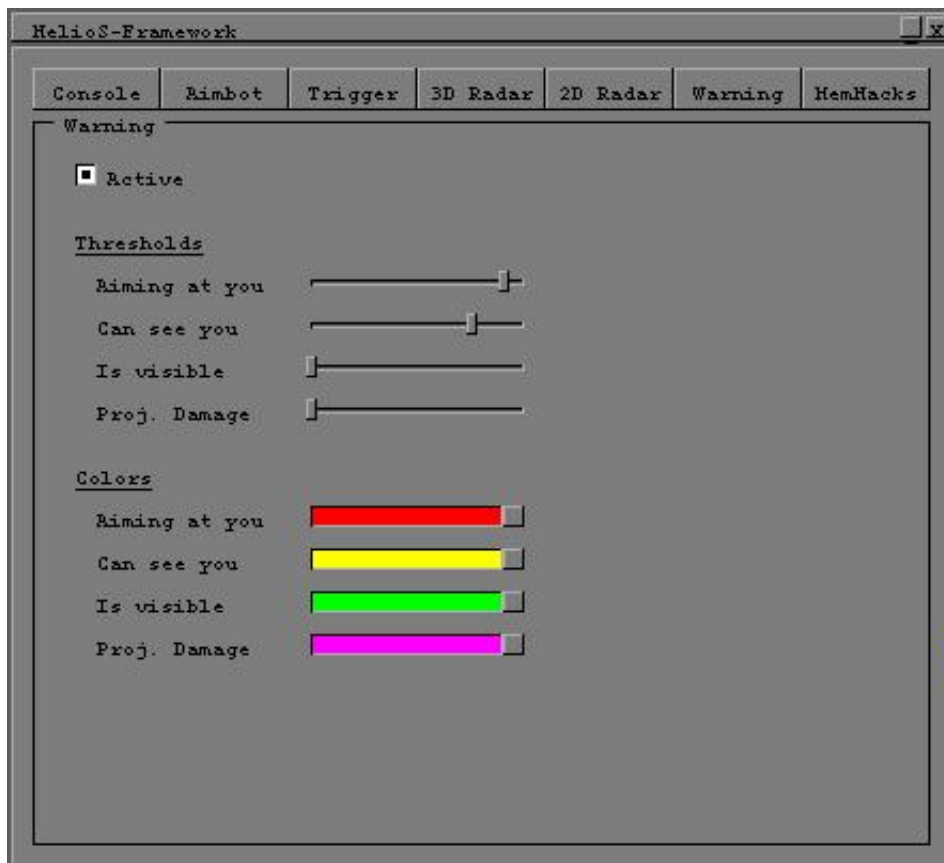 HelioS-Framework _ x
Console Aimbot Trigger 3D Radar 2D Radar Warning HemHacks
Warning
Active
Thresholds
Aiming at you
Can see you
Is visible
Proj. Damage
Colors
Aiming at you
Can see you
Is visible
Proj. Damage